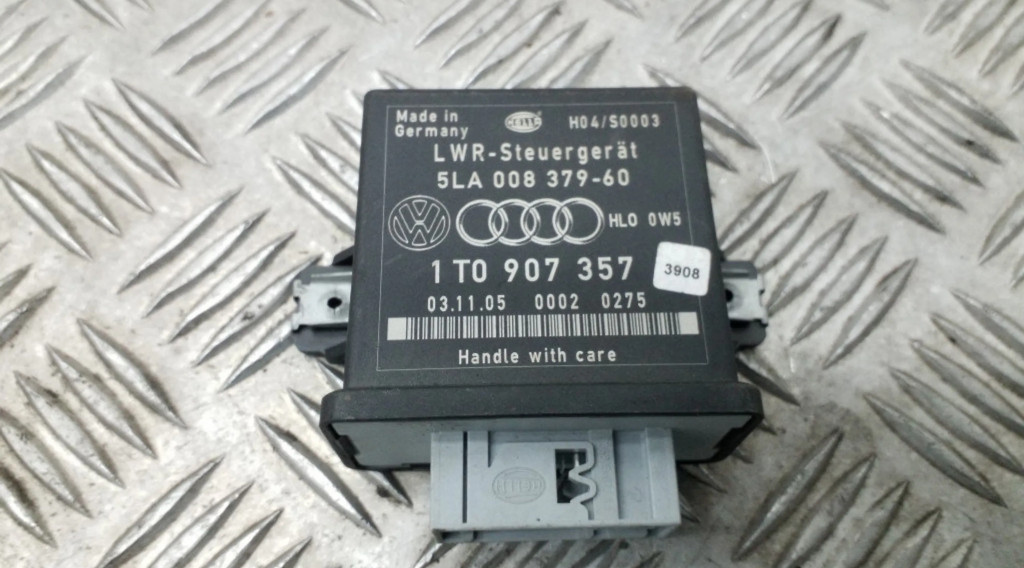 Made in
Germany
HELLA
H04/S0003
LWR-Steuergerät
5LA 008 379-60
VW
HLO 0W5
1T0 907 357
3908
03.11.05 0002 0275
Handle with care
HELLA